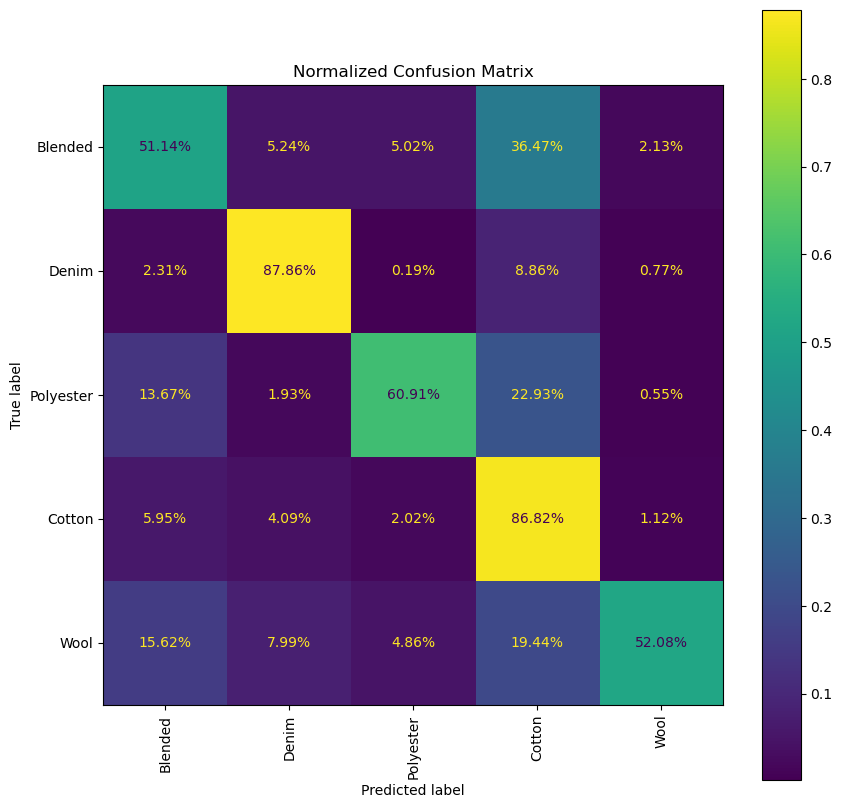 Normalized Confusion Matrix
True label
Blended 51.14% 5.24% 5.02% 36.47% 2.13%
Denim 2.31% 87.86% 0.19% 8.86% 0.77%
Polyester 13.67% 1.93% 60.91% 22.93% 0.55%
Cotton 5.95% 4.09% 2.02% 86.82% 1.12%
Wool 15.62% 7.99% 4.86% 19.44% 52.08%
Blended Denim Polyester Cotton Wool
Predicted label
0.8
0.7
0.6
0.5
0.4
0.3
0.2
0.1